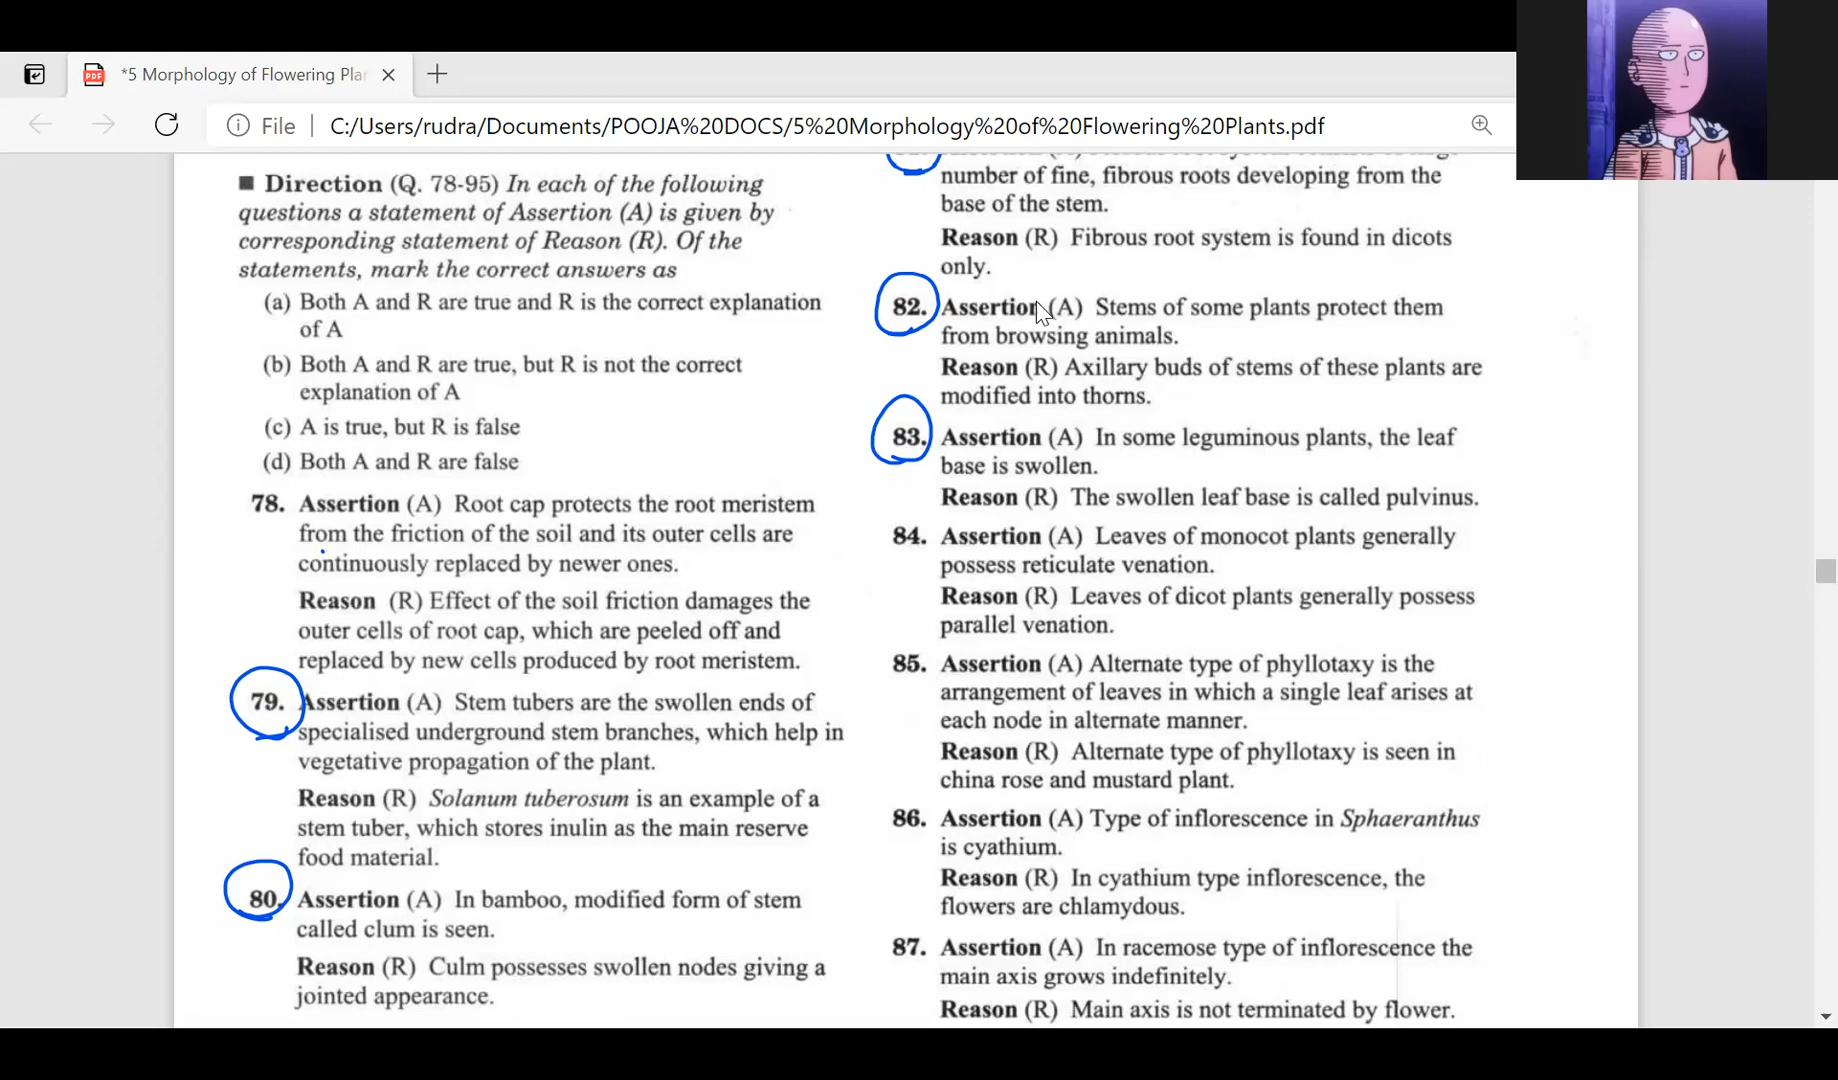 *5 Morphology of Flowering Pla
File
C:/Users/rudra/Documents/POOJA%20DOCS/5%20Morphology%20of%20Flowering%20Plants.pdf
Direction (Q. 78-95) In each of the following
questions a statement of Assertion (A) is given by
corresponding statement of Reason (R). Of the
statements, mark the correct answers as
(a) Both A and R are true and R is the correct explanation
of A
(b) Both A and R are true, but R is not the correct
explanation of A
(c) A is true, but R is false
(d) Both A and R are false
78. Assertion (A) Root cap protects the root meristem
from the friction of the soil and its outer cells are
continuously replaced by newer ones.
Reason (R) Effect of the soil friction damages the
outer cells of root cap, which are peeled off and
replaced by new cells produced by root meristem.
79. Assertion (A) Stem tubers are the swollen ends of
specialised underground stem branches, which help in
vegetative propagation of the plant.
Reason (R) Solanum tuberosum is an example of a
stem tuber, which stores inulin as the main reserve
food material.
80. Assertion (A) In bamboo, modified form of stem
called clum is seen.
Reason (R) Culm possesses swollen nodes giving a
jointed appearance.
number of fine, fibrous roots developing from the
base of the stem.
Reason (R) Fibrous root system is found in dicots
only.
82. Assertion (A) Stems of some plants protect them
from browsing animals.
Reason (R) Axillary buds of stems of these plants are
modified into thorns.
83. Assertion (A) In some leguminous plants, the leaf
base is swollen.
Reason (R) The swollen leaf base is called pulvinus.
84. Assertion (A) Leaves of monocot plants generally
possess reticulate venation.
Reason (R) Leaves of dicot plants generally possess
parallel venation.
85. Assertion (A) Alternate type of phyllotaxy is the
arrangement of leaves in which a single leaf arises at
each node in alternate manner.
Reason (R) Alternate type of phyllotaxy is seen in
china rose and mustard plant.
86. Assertion (A) Type of inflorescence in Sphaeranthus
is cyathium.
Reason (R) In cyathium type inflorescence, the
flowers are chlamydous.
87. Assertion (A) In racemose type of inflorescence the
main axis grows indefinitely.
Reason (R) Main axis is not terminated by flower.